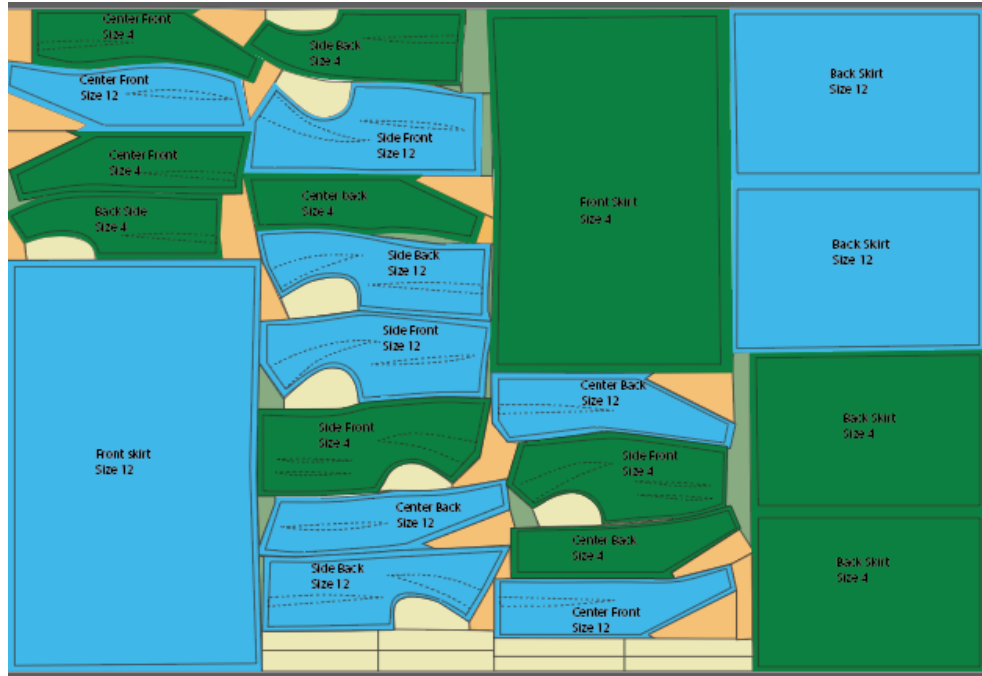 Center Front
Size 4
Side Back
Size 4
Center Front
Size 12
Side Front
Size 12
Center Front
Size 4
Back Side
Size 4
Center back
Size 4
Side Back
Size 12
Side Front
Size 12
Side Front
Size 4
Center Back
Size 12
Side Back
Size 12
Front skirt
Size 12
Front Skirt
Size 4
Center Back
Size 12
Side Front
Size 4
Center Back
Size 4
Center Front
Size 12
Back Skirt
Size 12
Back Skirt
Size 12
Back Skirt
Size 4
Back Skirt
Size 4